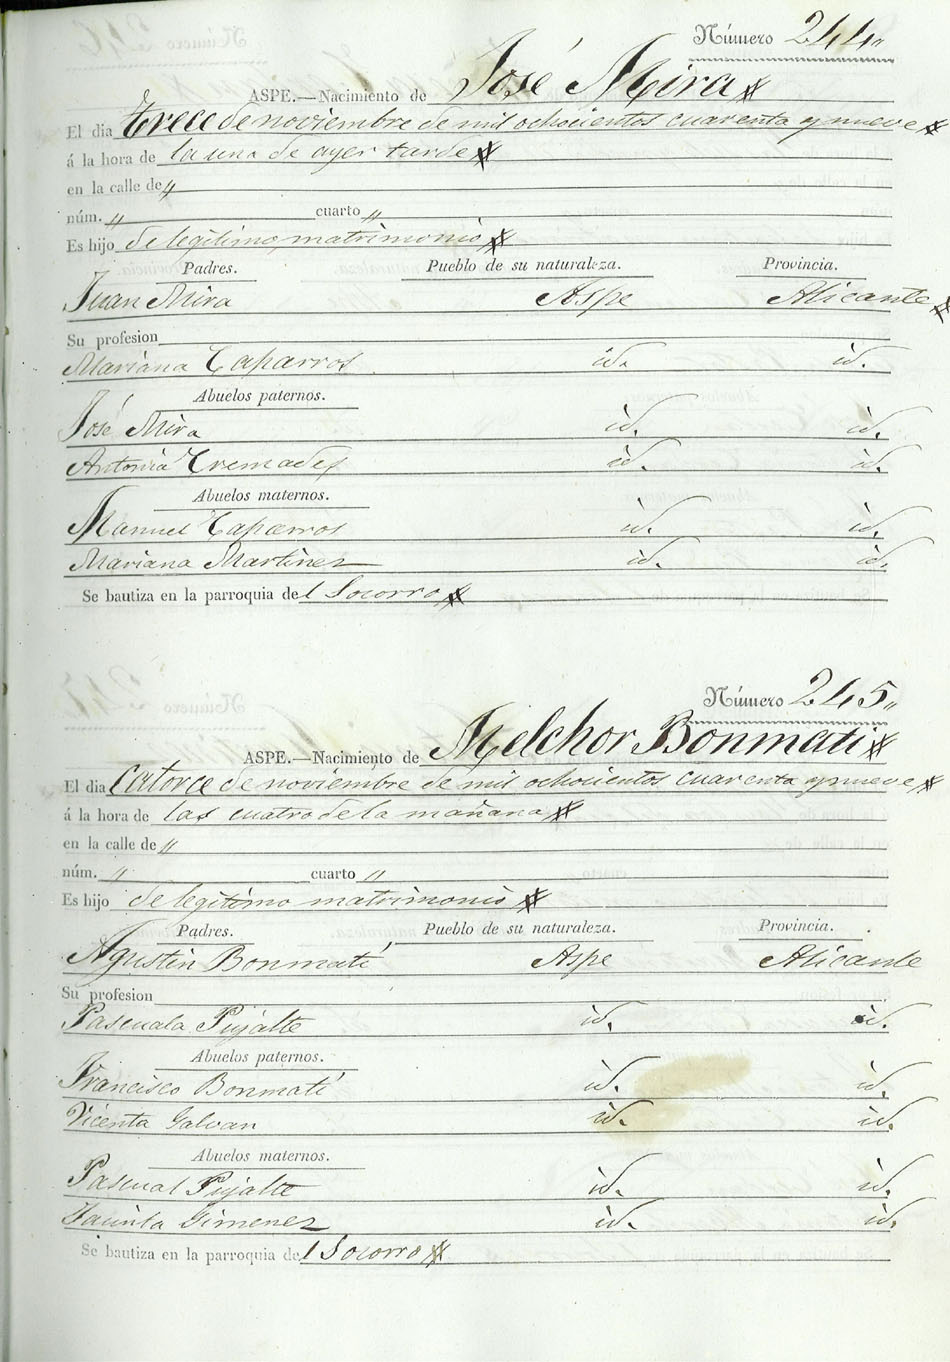 Número 244„
ASPE.—Nacimiento de José Mira
El dia trece de noviembre de mil ochocientos cuarenta y nueve
á la hora de la una de ayer tarde
en la calle de „
núm. „ cuarto „
Es hijo de legitimo matrimonio
Padres. Pueblo de su naturaleza. Provincia.
Juan Mira Aspe Alicante
Su profesion
Mariana Caparros id. id.
Abuelos paternos.
José Mira id. id.
Antonia Cremades id. id.
Abuelos maternos.
Manuel Caparros id. id.
Mariana Martinez id. id.
Se bautiza en la parroquia del Socorro
Número 245„
ASPE.—Nacimiento de Melchor Bonmati
El dia Catorce de noviembre de mil ochocientos cuarenta y nueve
á la hora de las cuatro de la mañana
en la calle de „
núm. „ cuarto „
Es hijo de legitimo matrimonio
Padres. Pueblo de su naturaleza. Provincia.
Agustin Bonmatí Aspe Alicante
Su profesion
Pascuala Pujalte id. id.
Abuelos paternos.
Francisco Bonmatí id. id.
Vicenta Galvan id. id.
Abuelos maternos.
Pascual Pujalte id. id.
Jacinta Gimenez id. id.
Se bautiza en la parroquia del Socorro